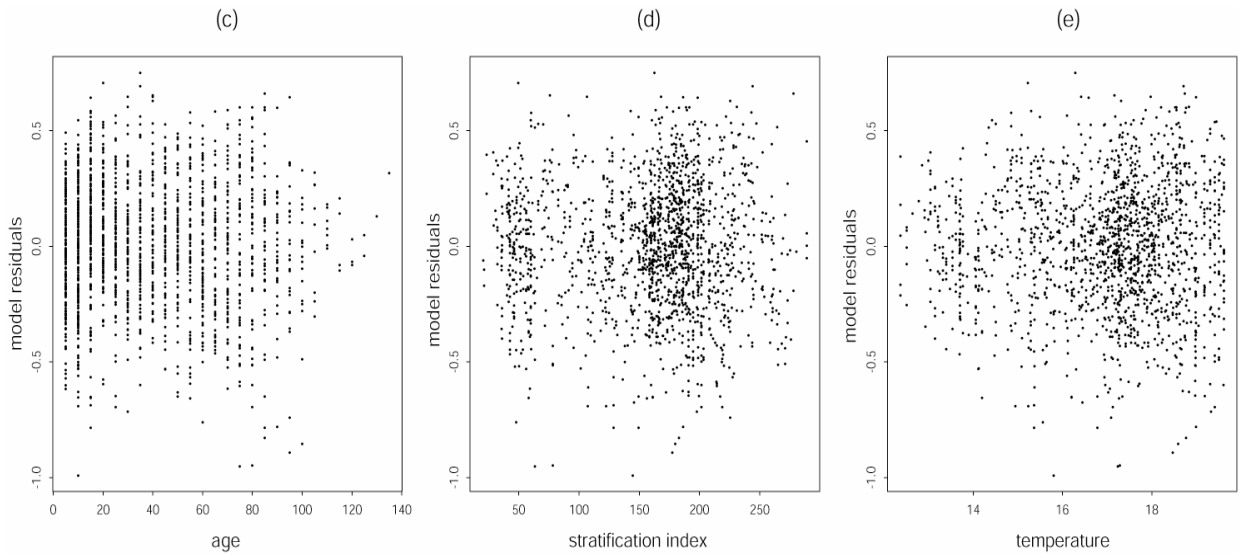 (c) (d) (e)
model residuals
0.5
0.0
-0.5
-1.0
0 20 40 60 80 100 120 140
age
model residuals
0.5
0.0
-0.5
-1.0
50 100 150 200 250
stratification index
model residuals
0.5
0.0
-0.5
-1.0
14 16 18
temperature